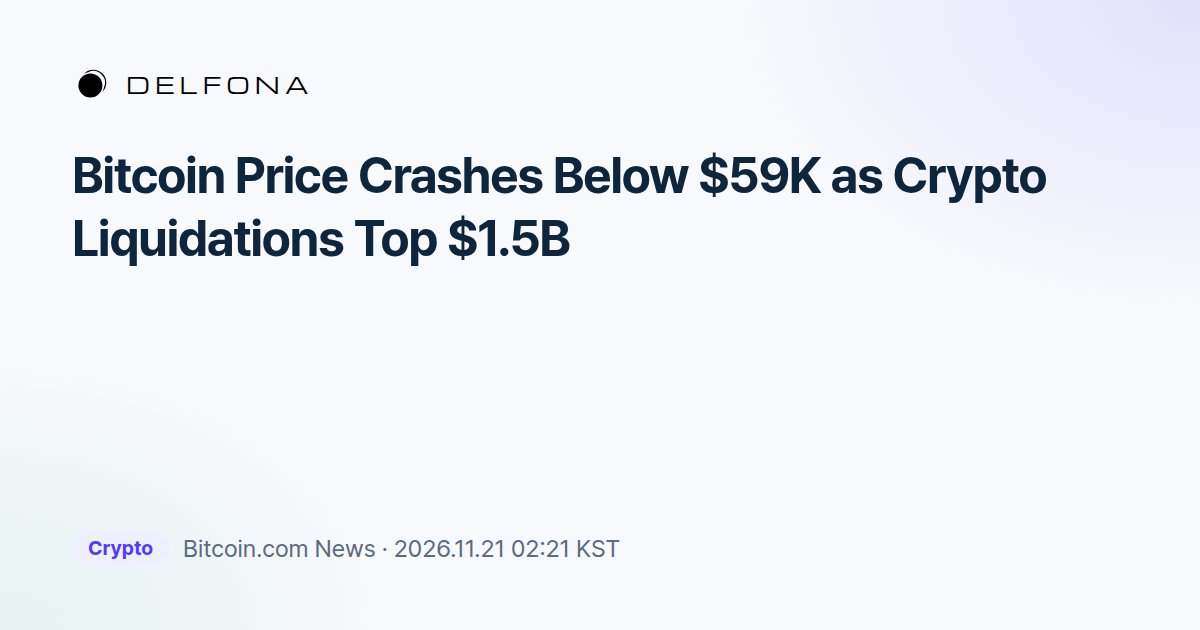 DELFONA
Bitcoin Price Crashes Below $59K as Crypto
Liquidations Top $1.5B
Crypto Bitcoin.com News · 2026.11.21 02:21 KST